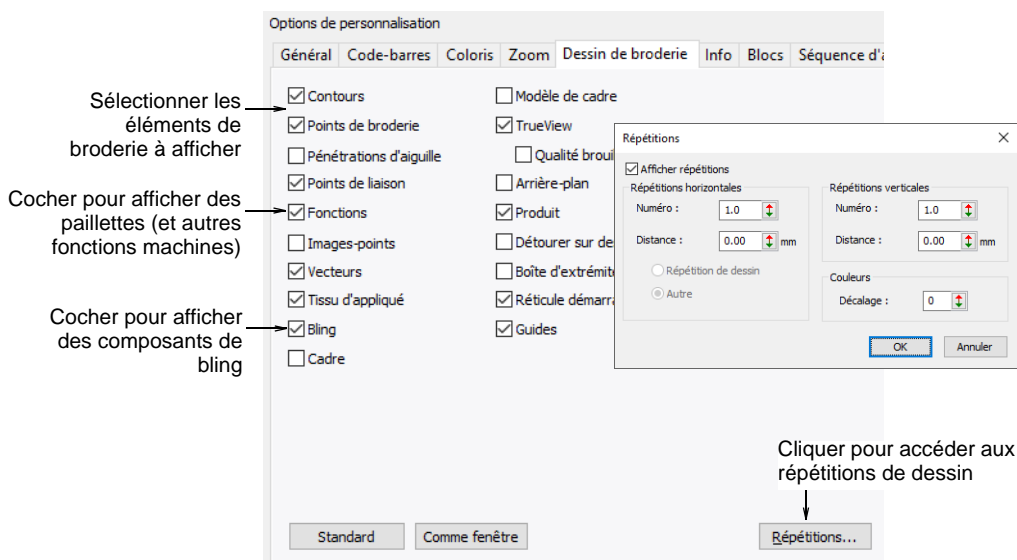 Options de personnalisation
Général Code-barres Coloris Zoom Dessin de broderie Info Blocs Séquence d'a
Sélectionner les
éléments de
broderie à afficher
Cocher pour afficher des
paillettes (et autres
fonctions machines)
Cocher pour afficher
des composants de
bling
Contours
Points de broderie
Pénétrations d'aiguille
Points de liaison
Fonctions
Images-points
Vecteurs
Tissu d'appliqué
Bling
Cadre
Modèle de cadre
TrueView
Qualité broui
Arrière-plan
Produit
Détourer sur de
Boîte d'extrémité
Réticule démarra
Guides
Répétitions
Afficher répétitions
Répétitions horizontales
Numéro : 1.0
Distance : 0.00 mm
Répétition de dessin
Autre
Répétitions verticales
Numéro : 1.0
Distance : 0.00 mm
Couleurs
Décalage : 0
OK Annuler
Cliquer pour accéder aux
répétitions de dessin
Standard Comme fenêtre Répétitions...